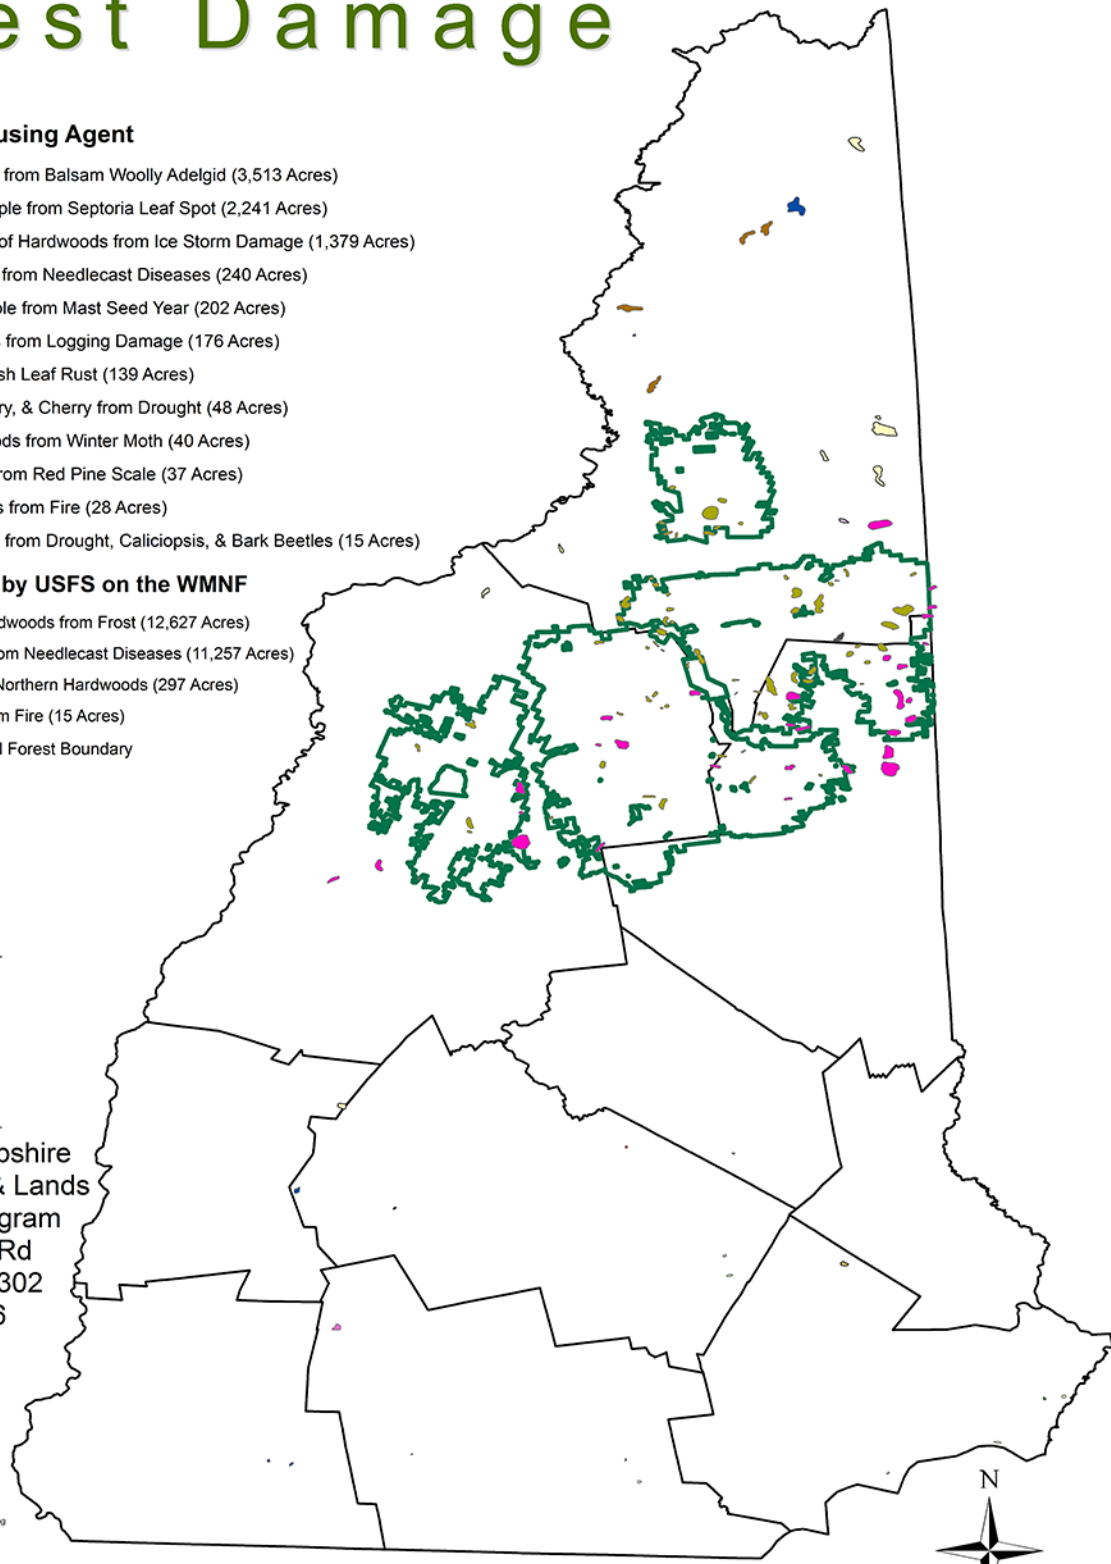 est Damage
using Agent
from Balsam Woolly Adelgid (3,513 Acres)
ple from Septoria Leaf Spot (2,241 Acres)
of Hardwoods from Ice Storm Damage (1,379 Acres)
from Needlecast Diseases (240 Acres)
ole from Mast Seed Year (202 Acres)
s from Logging Damage (176 Acres)
sh Leaf Rust (139 Acres)
ry, & Cherry from Drought (48 Acres)
ods from Winter Moth (40 Acres)
rom Red Pine Scale (37 Acres)
s from Fire (28 Acres)
from Drought, Caliciopsis, & Bark Beetles (15 Acres)
by USFS on the WMNF
dwoods from Frost (12,627 Acres)
om Needlecast Diseases (11,257 Acres)
Northern Hardwoods (297 Acres)
m Fire (15 Acres)
l Forest Boundary
pshire
& Lands
gram
Rd
302
6
N